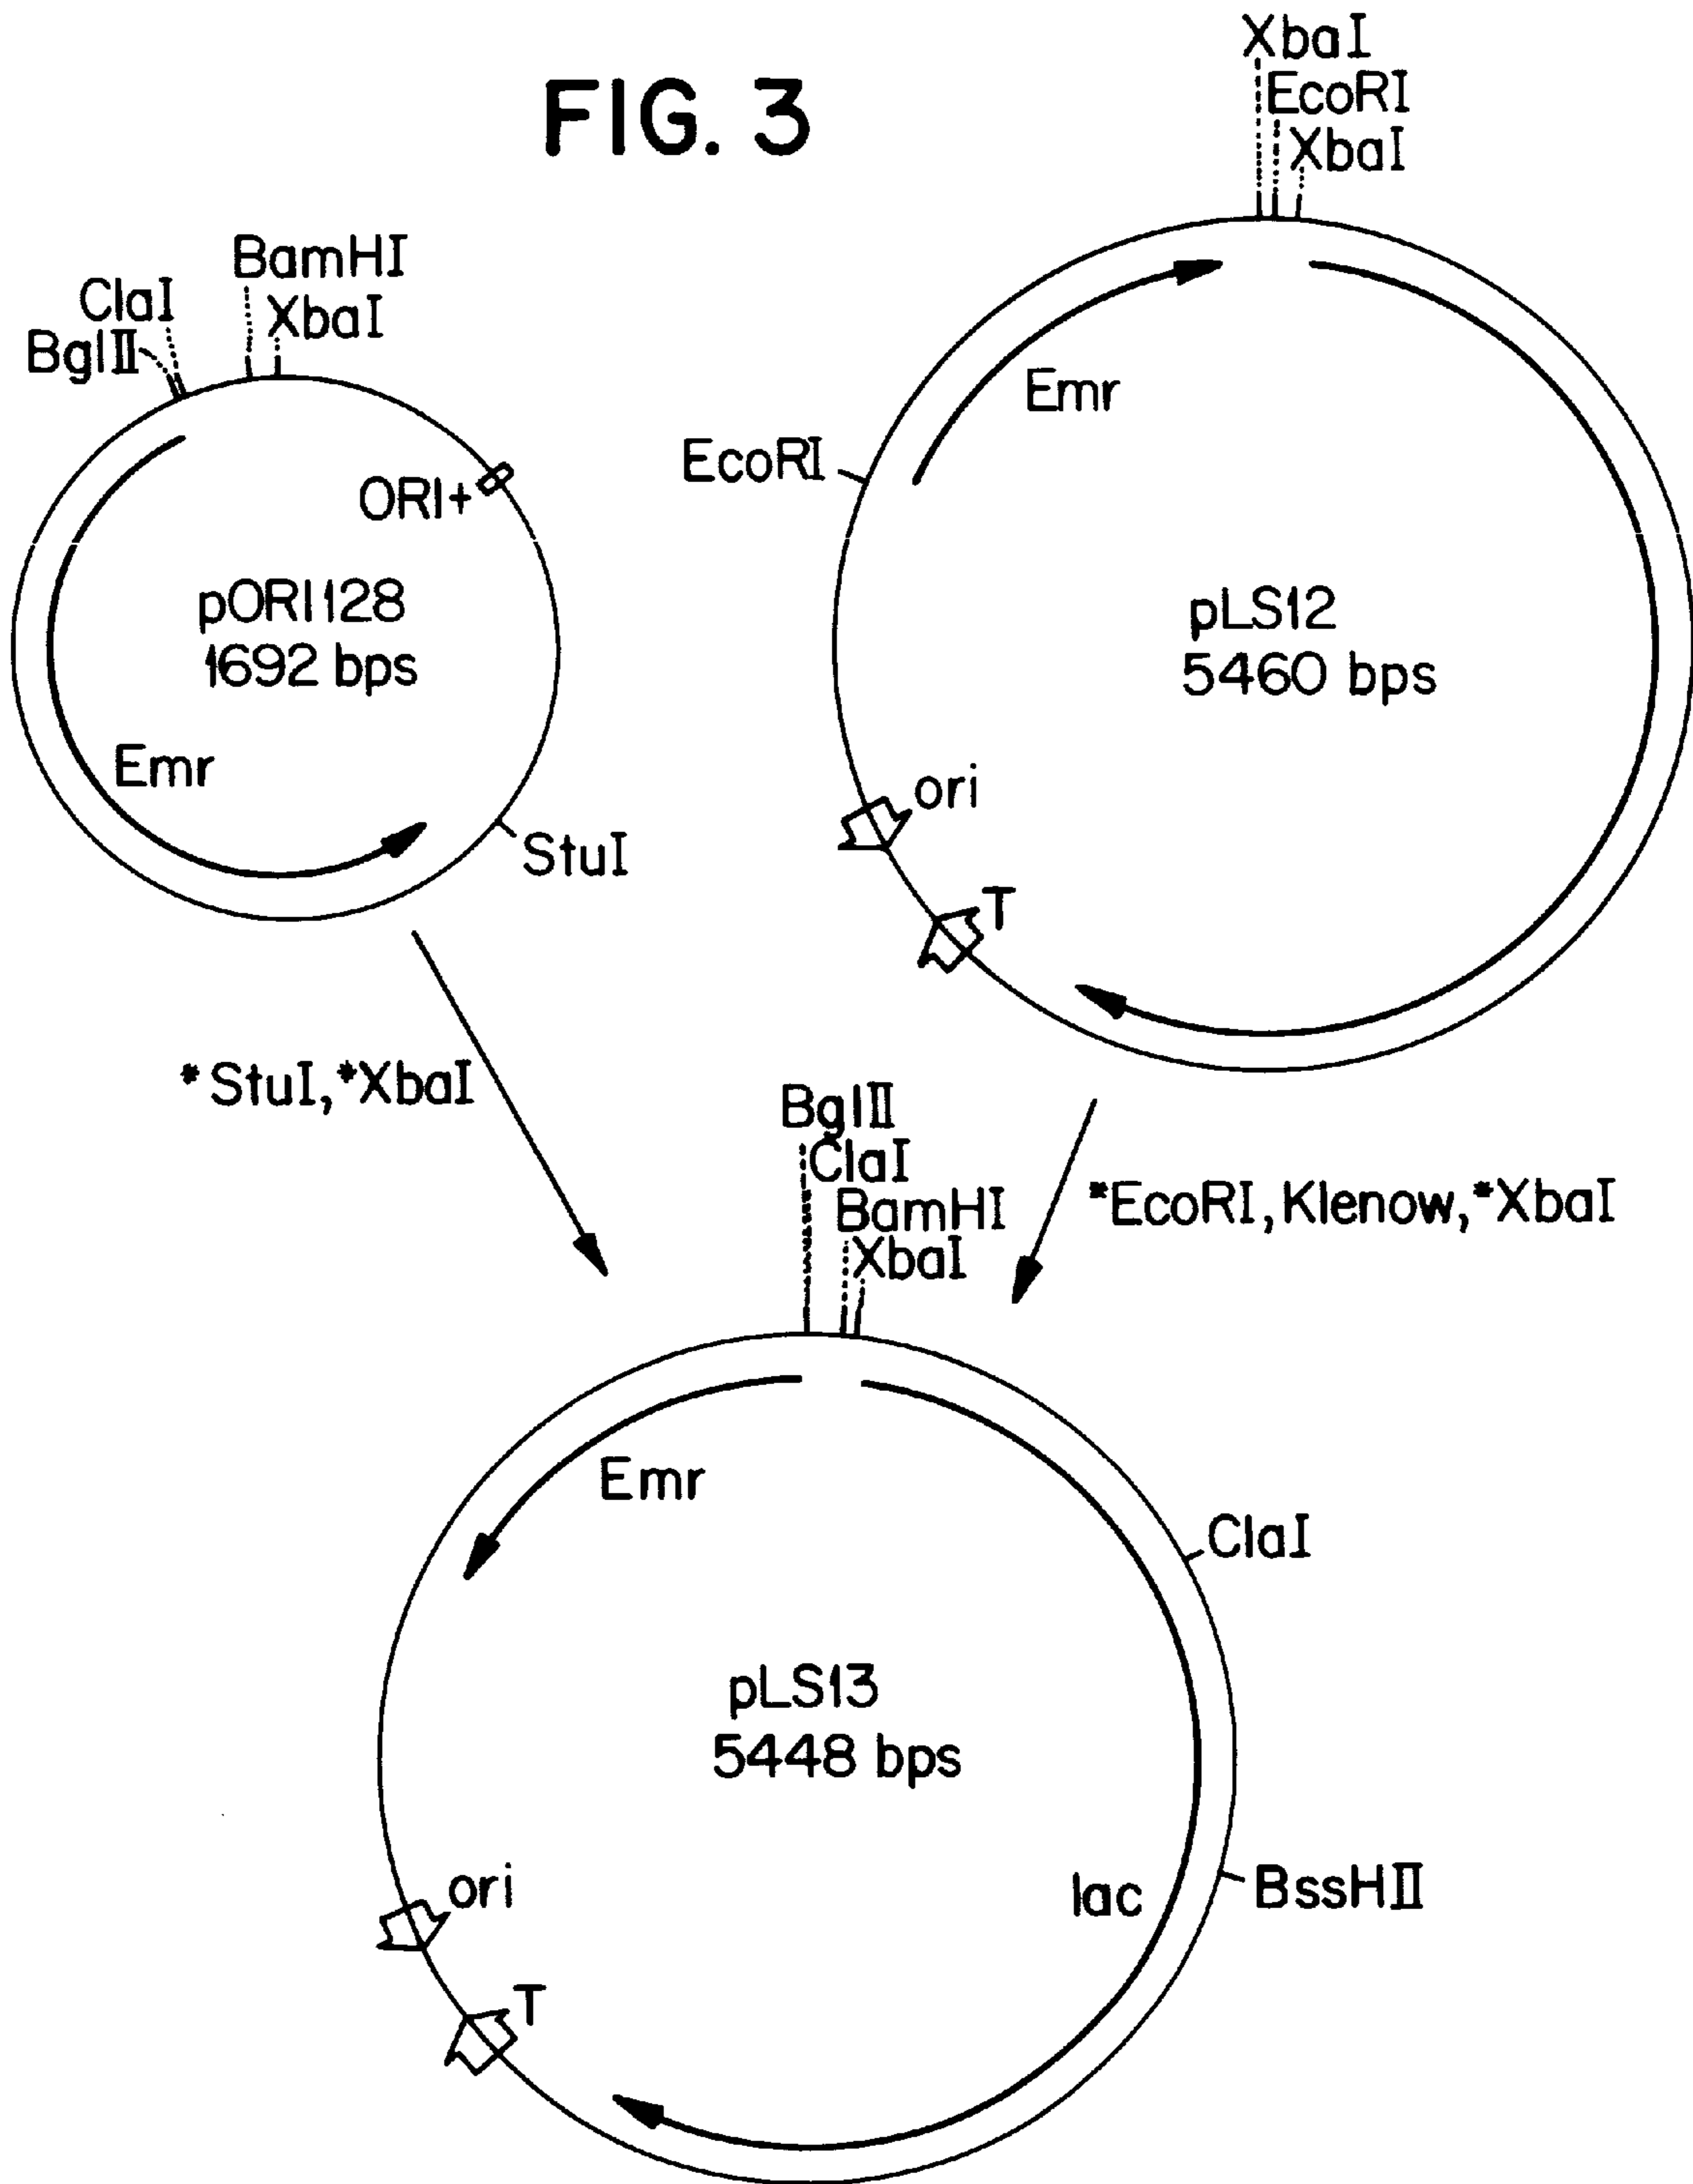 FIG. 3
BamHI
ClaI
XbaI
BglII
ORI+
pORI128
1692 bps
Emr
StuI
XbaI
EcoRI
XbaI
Emr
EcoRI
pLS12
5460 bps
ori
T
*StuI,*XbaI
*EcoRI,Klenow,*XbaI
BglII
ClaI
BamHI
XbaI
Emr
ClaI
pLS13
5448 bps
ori
lac
BssHII
T